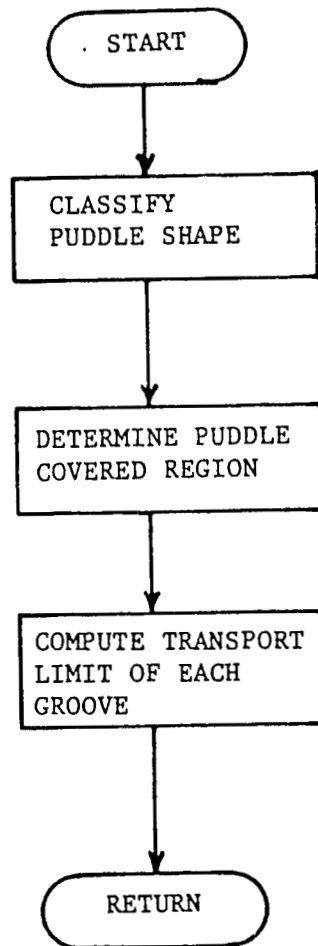 START
CLASSIFY
PUDDLE SHAPE
DETERMINE PUDDLE
COVERED REGION
COMPUTE TRANSPORT
LIMIT OF EACH
GROOVE
RETURN